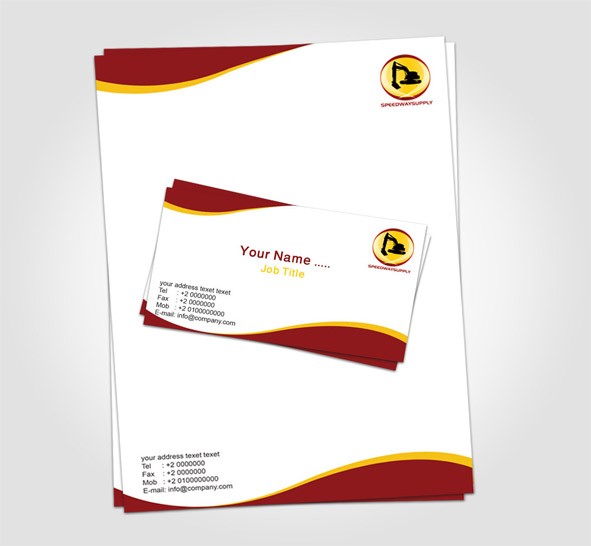 SPEEDWAYSUPPLY
Your Name .....
Job Title
SPEEDWAYSUPPLY
your address texet texet
Tel : +2 0000000
Fax : +2 0000000
Mob : +2 0100000000
E-mail: info@company.com
your address texet texet
Tel : +2 0000000
Fax : +2 0000000
Mob : +2 0100000000
E-mail: info@company.com